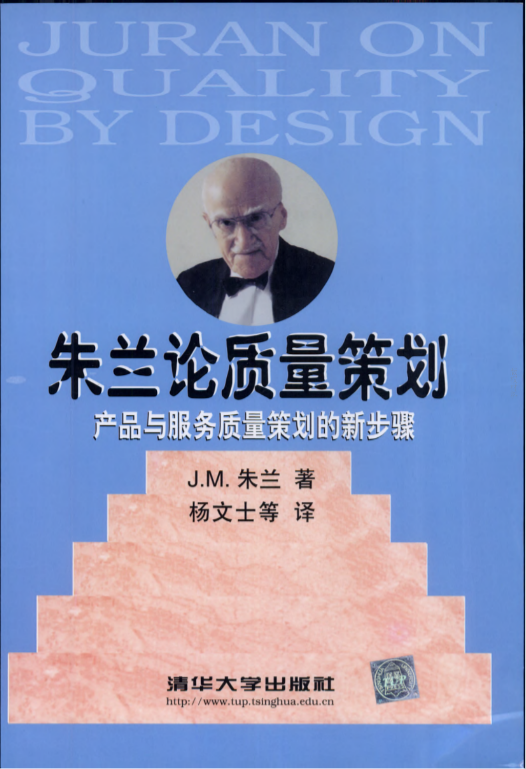 JURAN ON
QUALITY
BY DESIGN
朱兰论质量策划
产品与服务质量策划的新步骤
J.M. 朱兰 著
杨文士等 译
清华大学出版社
http://www.tup.tsinghua.edu.cn